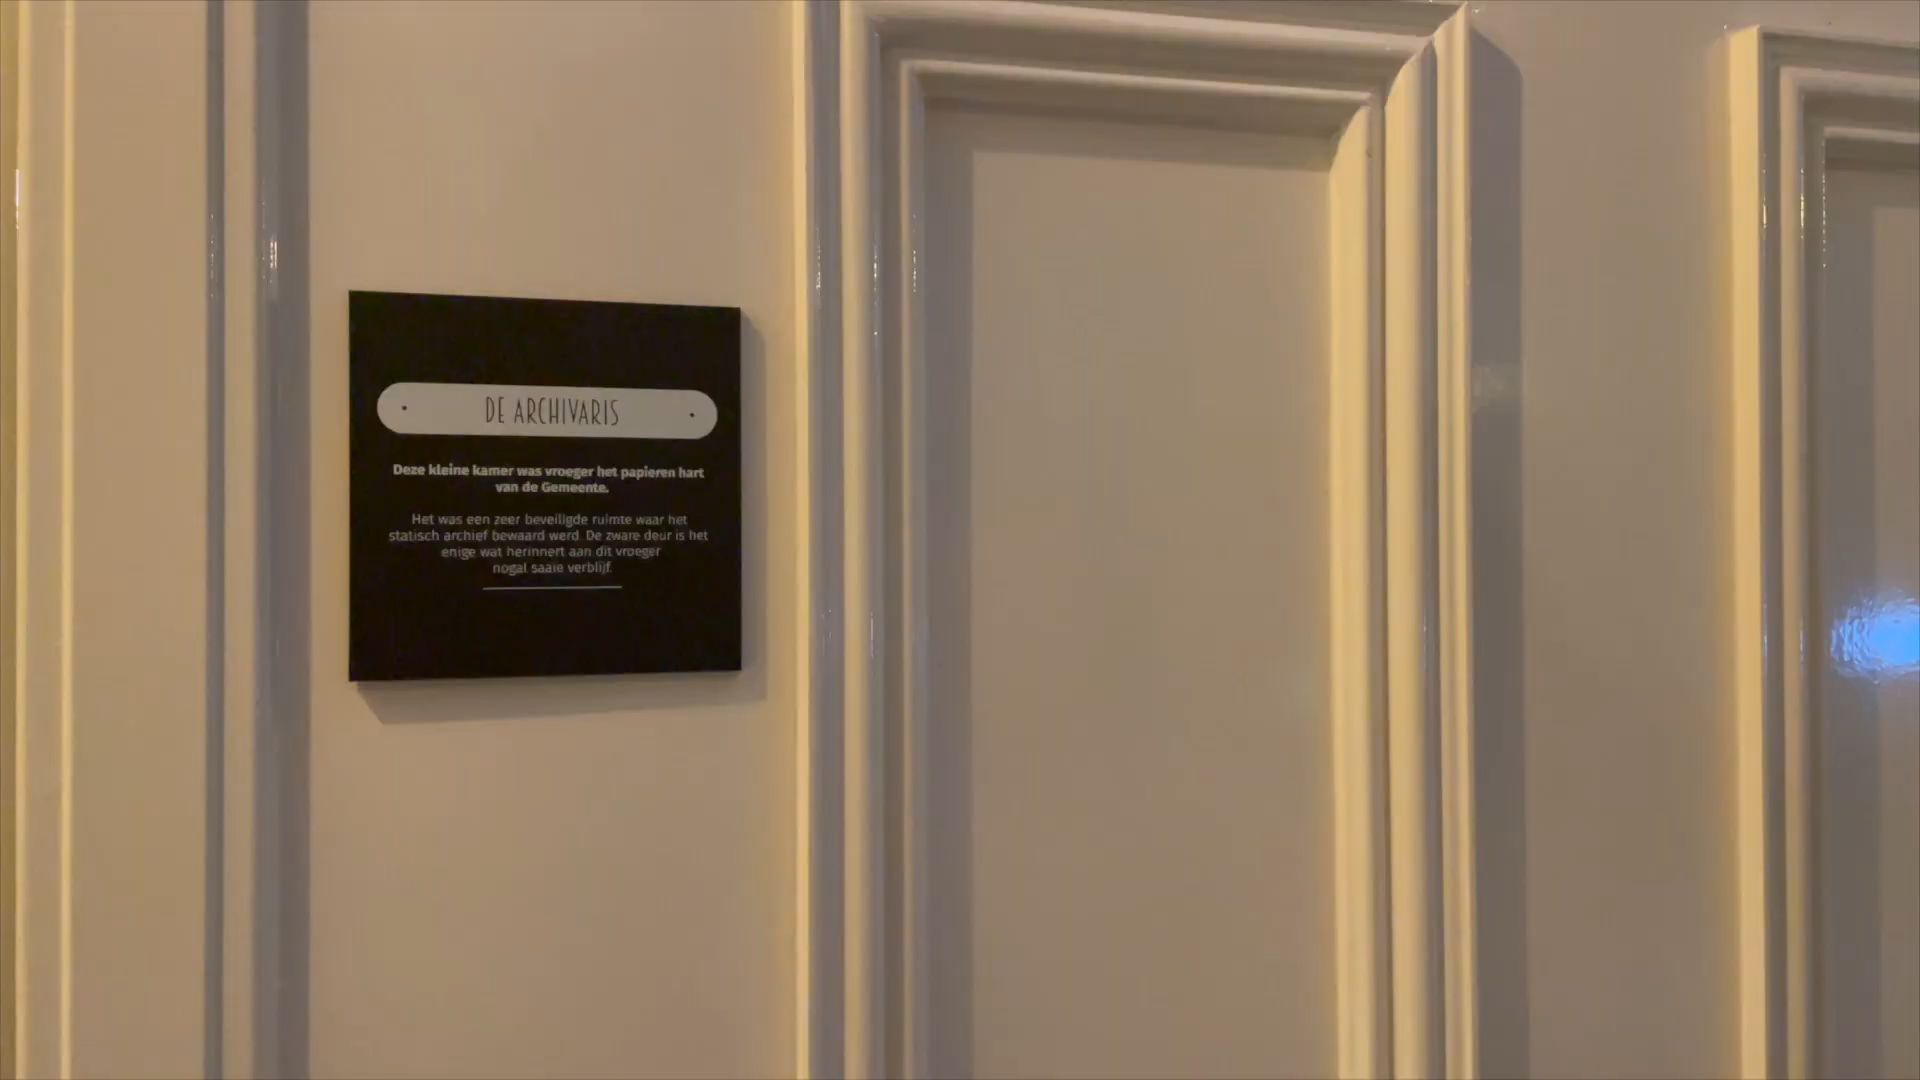 DE ARCHIVARIS
Deze kleine kamer was vroeger het papieren hart
van de Gemeente.
Het was een zeer beveiligde ruimte waar het
statisch archief bewaard werd. De zware deur is het
enige wat herinnert aan dit vroeger
nogal saaie verblijf.